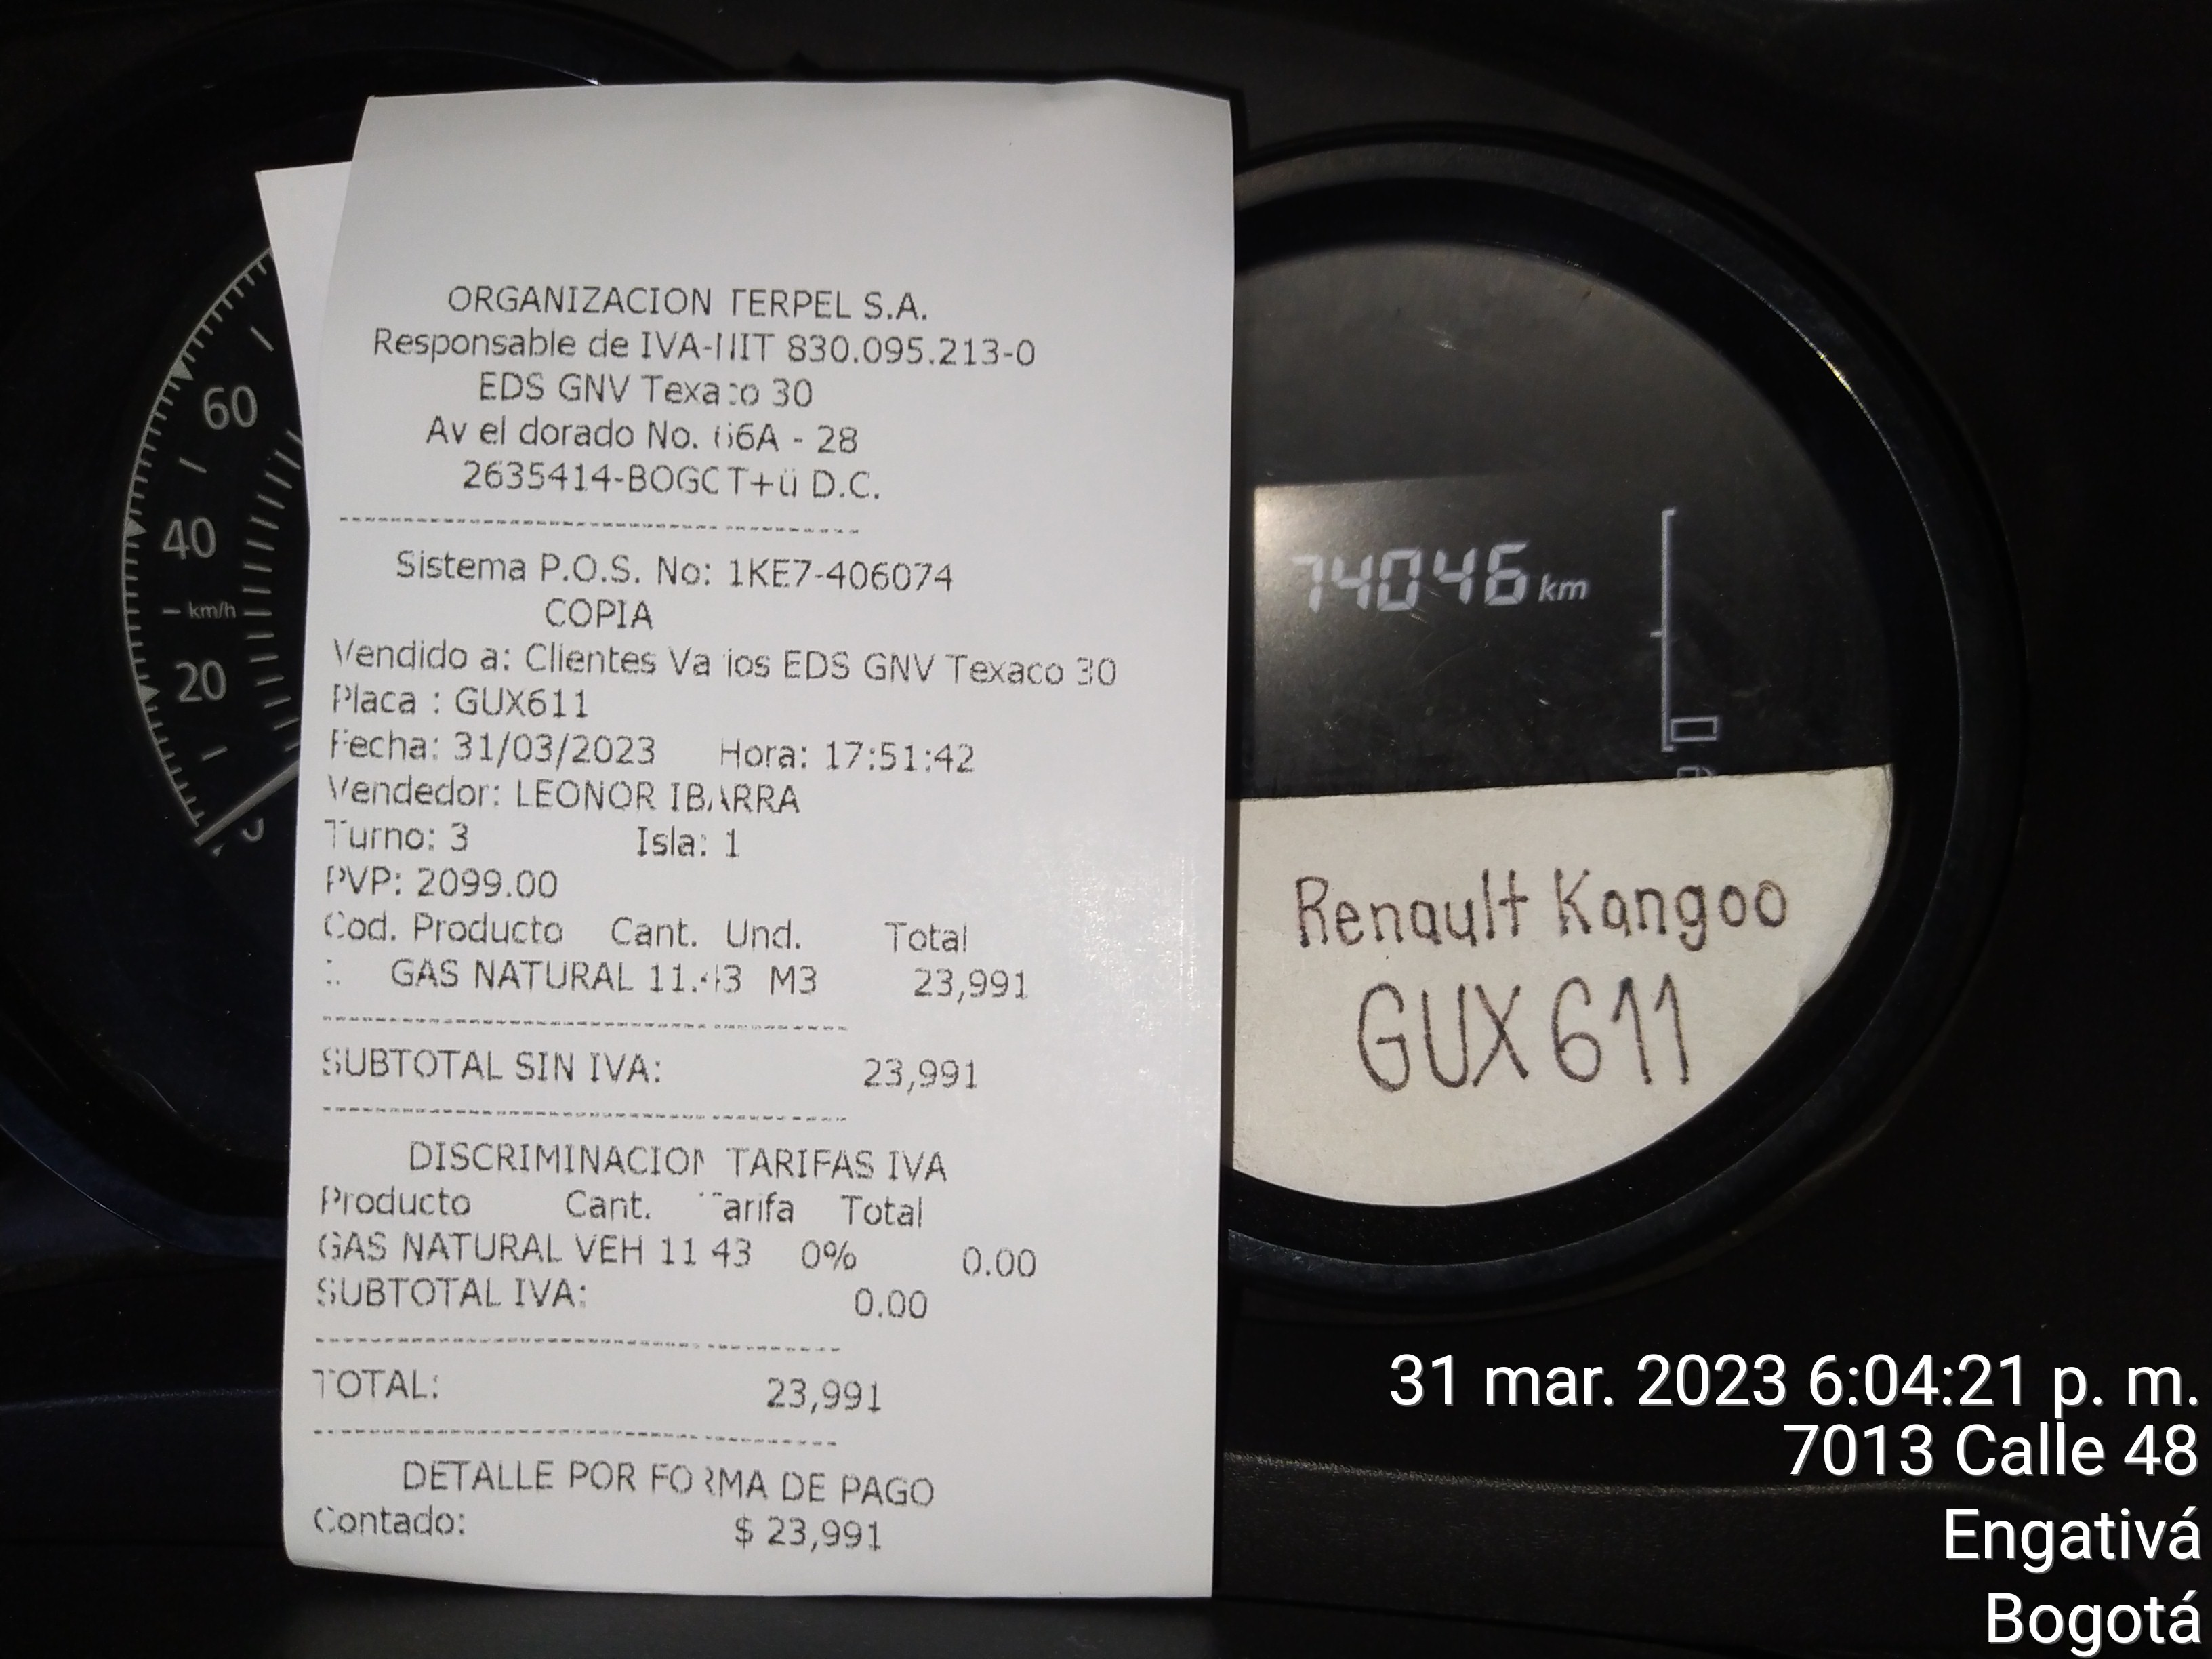 ORGANIZACION TERPEL S.A.
Responsable de IVA-NIT 830.095.213-0
EDS GNV Texaco 30
Av el dorado No. 66A - 28
2635414-BOGOT+ü D.C.
Sistema P.O.S. No: 1KE7-406074
COPIA
Vendido a: Clientes Varios EDS GNV Texaco 30
Placa : GUX611
Fecha: 31/03/2023 Hora: 17:51:42
Vendedor: LEONOR IBARRA
Turno: 3 Isla: 1
PVP: 2099.00
Cod. Producto Cant. Und. Total
GAS NATURAL 11.43 M3 23,991
SUBTOTAL SIN IVA: 23,991
DISCRIMINACION TARIFAS IVA
Producto Cant. Tarifa Total
GAS NATURAL VEH 11.43 0% 0.00
SUBTOTAL IVA: 0.00
TOTAL: 23,991
DETALLE POR FORMA DE PAGO
Contado: $ 23,991
60
40
km/h
20
74046 km
Renault Kangoo
GUX611
31 mar. 2023 6:04:21 p. m.
7013 Calle 48
Engativá
Bogotá